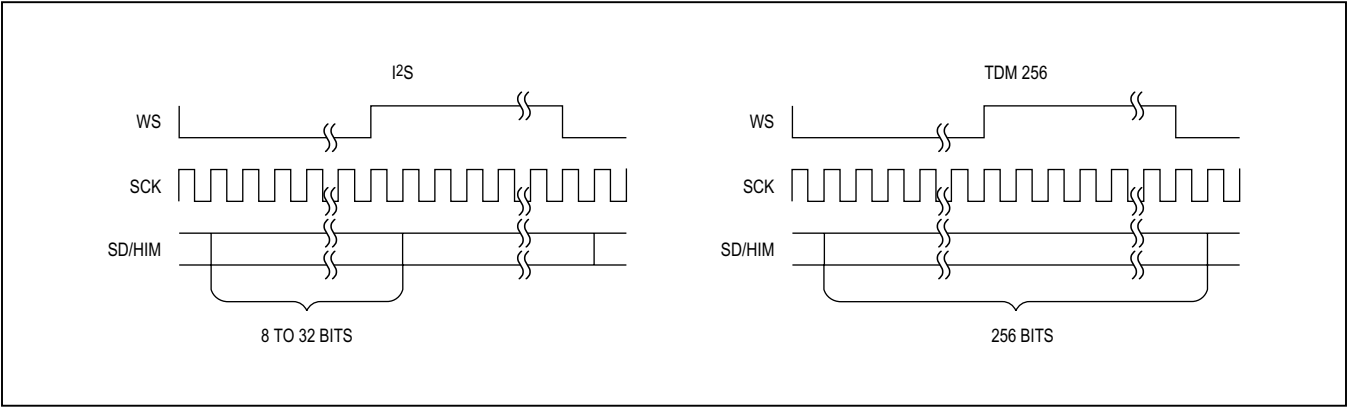 I2S
WS
SCK
SD/HIM
8 TO 32 BITS
TDM 256
WS
SCK
SD/HIM
256 BITS